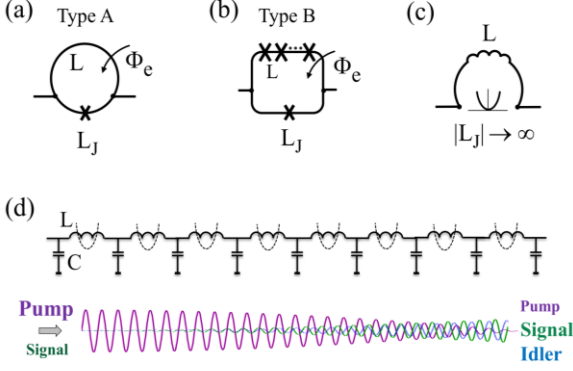 (a) Type A
L
Φe
LJ
(b) Type B
L
Φe
LJ
(c)
L
|LJ| → ∞
(d)
L
C
Pump
Signal
Pump
Signal
Idler